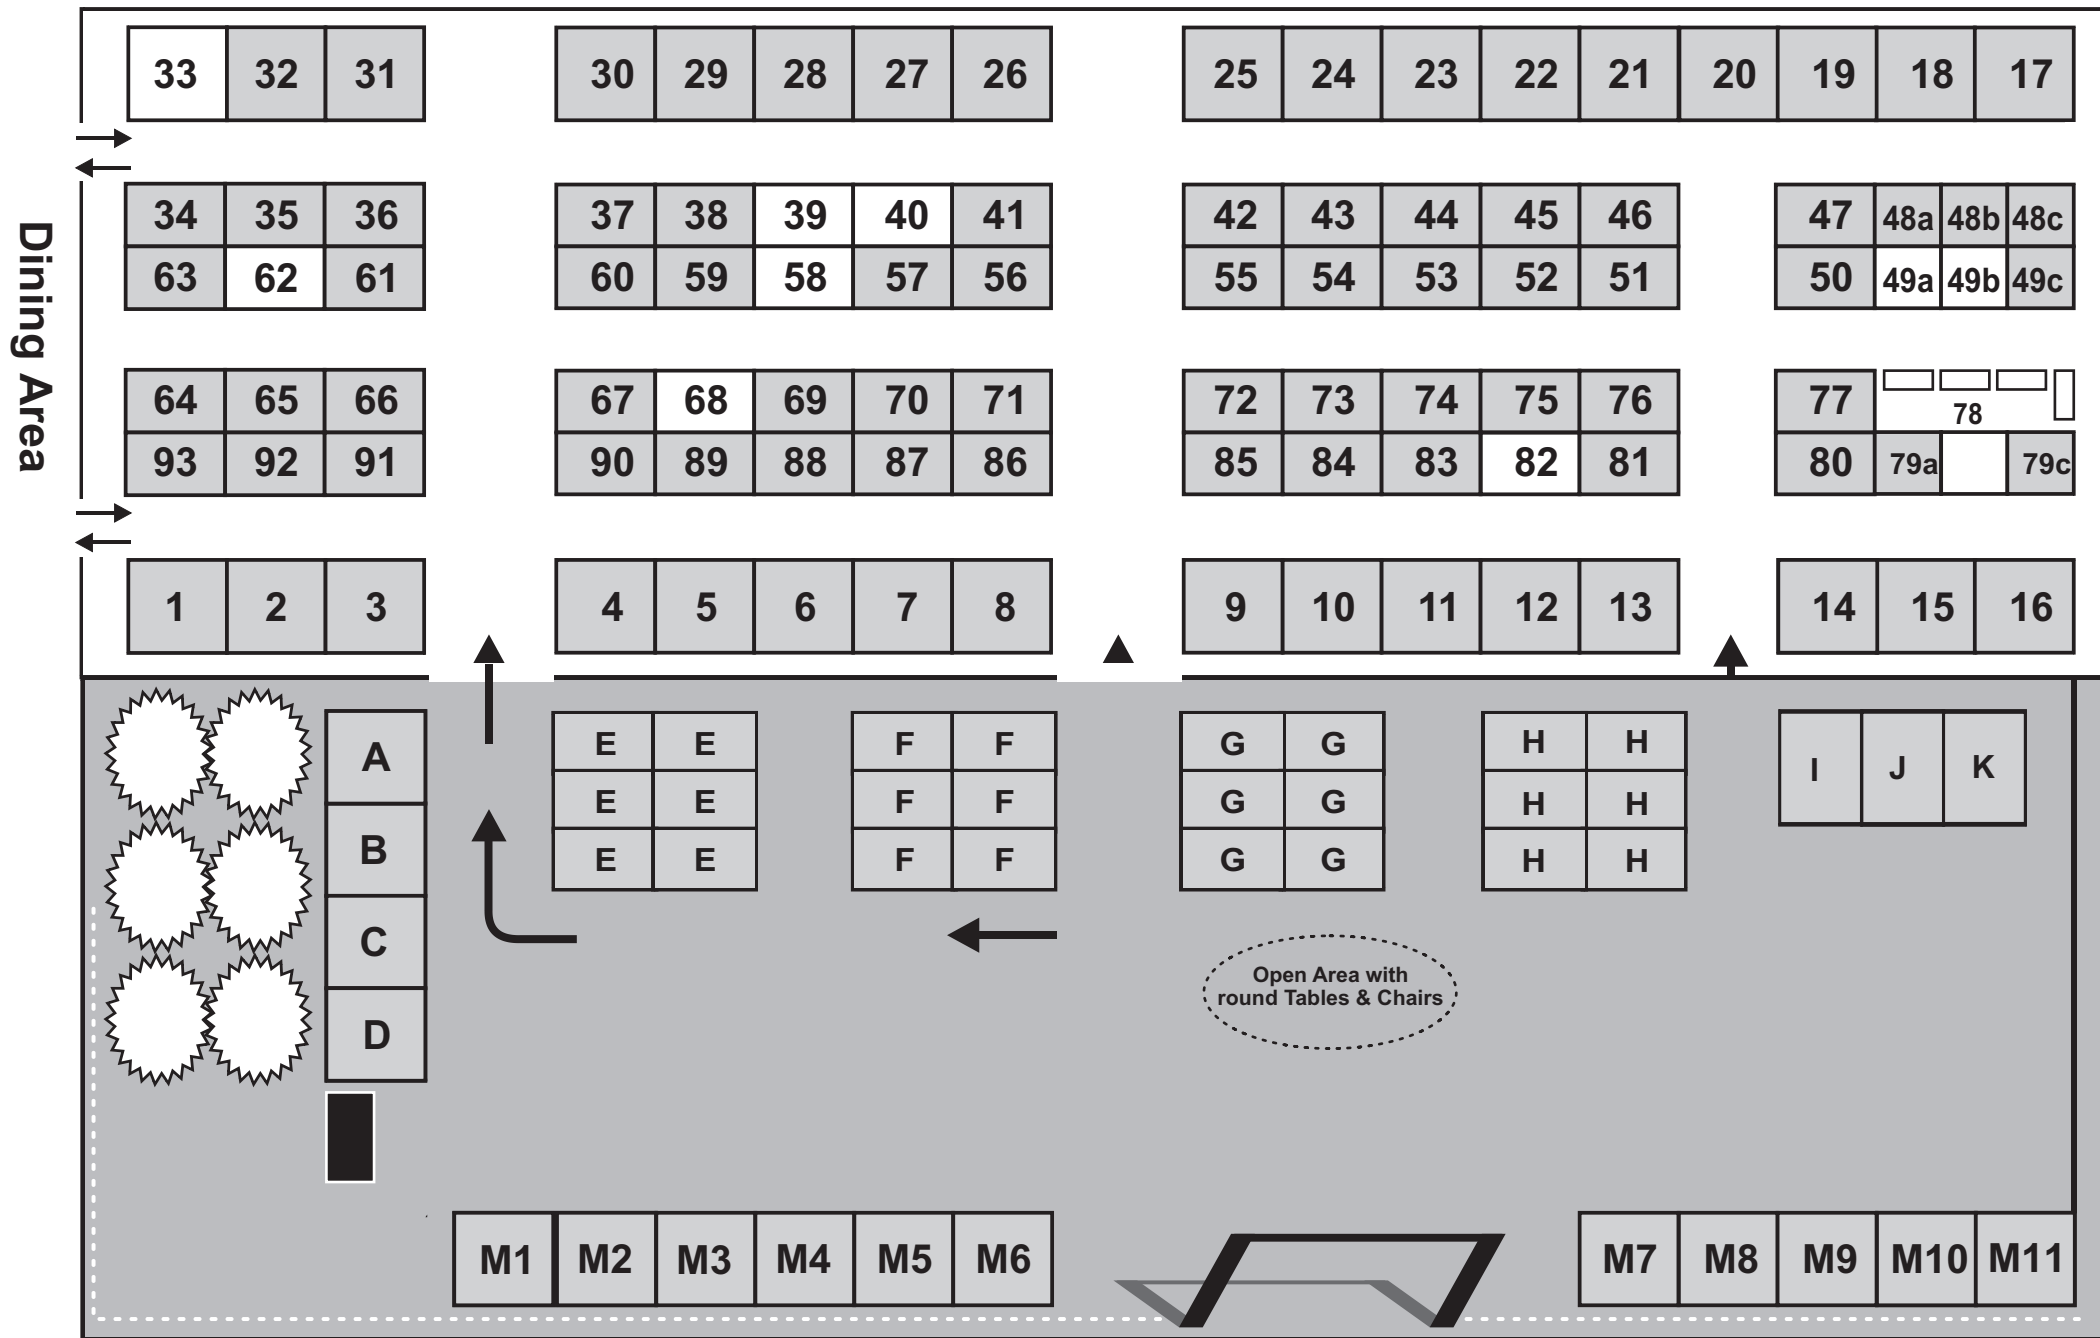 33 32 31 30 29 28 27 26 25 24 23 22 21 20 19 18 17
34 35 36 37 38 39 40 41 42 43 44 45 46 47 48a 48b 48c
63 62 61 60 59 58 57 56 55 54 53 52 51 50 49a 49b 49c
Dining Area
64 65 66 67 68 69 70 71 72 73 74 75 76 77 78
93 92 91 90 89 88 87 86 85 84 83 82 81 80 79a 79c
1 2 3 4 5 6 7 8 9 10 11 12 13 14 15 16
A E E F F G G H H I J K
B E E F F G G H H
E E F F G G H H
C
Open Area with
round Tables & Chairs
D
M1 M2 M3 M4 M5 M6 M7 M8 M9 M10 M11